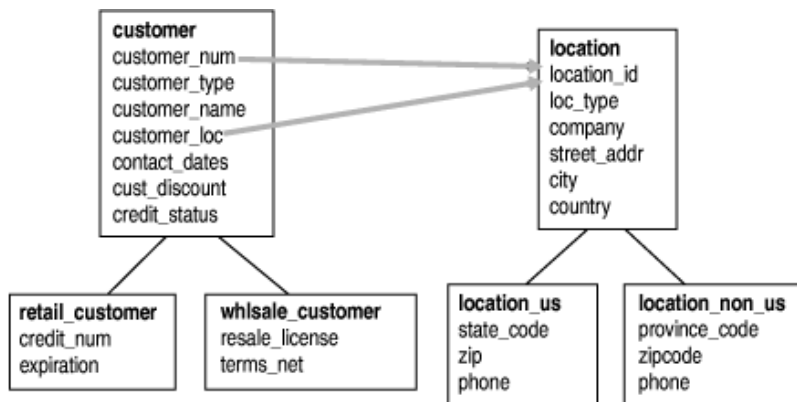 customer
customer_num
customer_type
customer_name
customer_loc
contact_dates
cust_discount
credit_status
location
location_id
loc_type
company
street_addr
city
country
retail_customer
credit_num
expiration
whlsale_customer
resale_license
terms_net
location_us
state_code
zip
phone
location_non_us
province_code
zipcode
phone